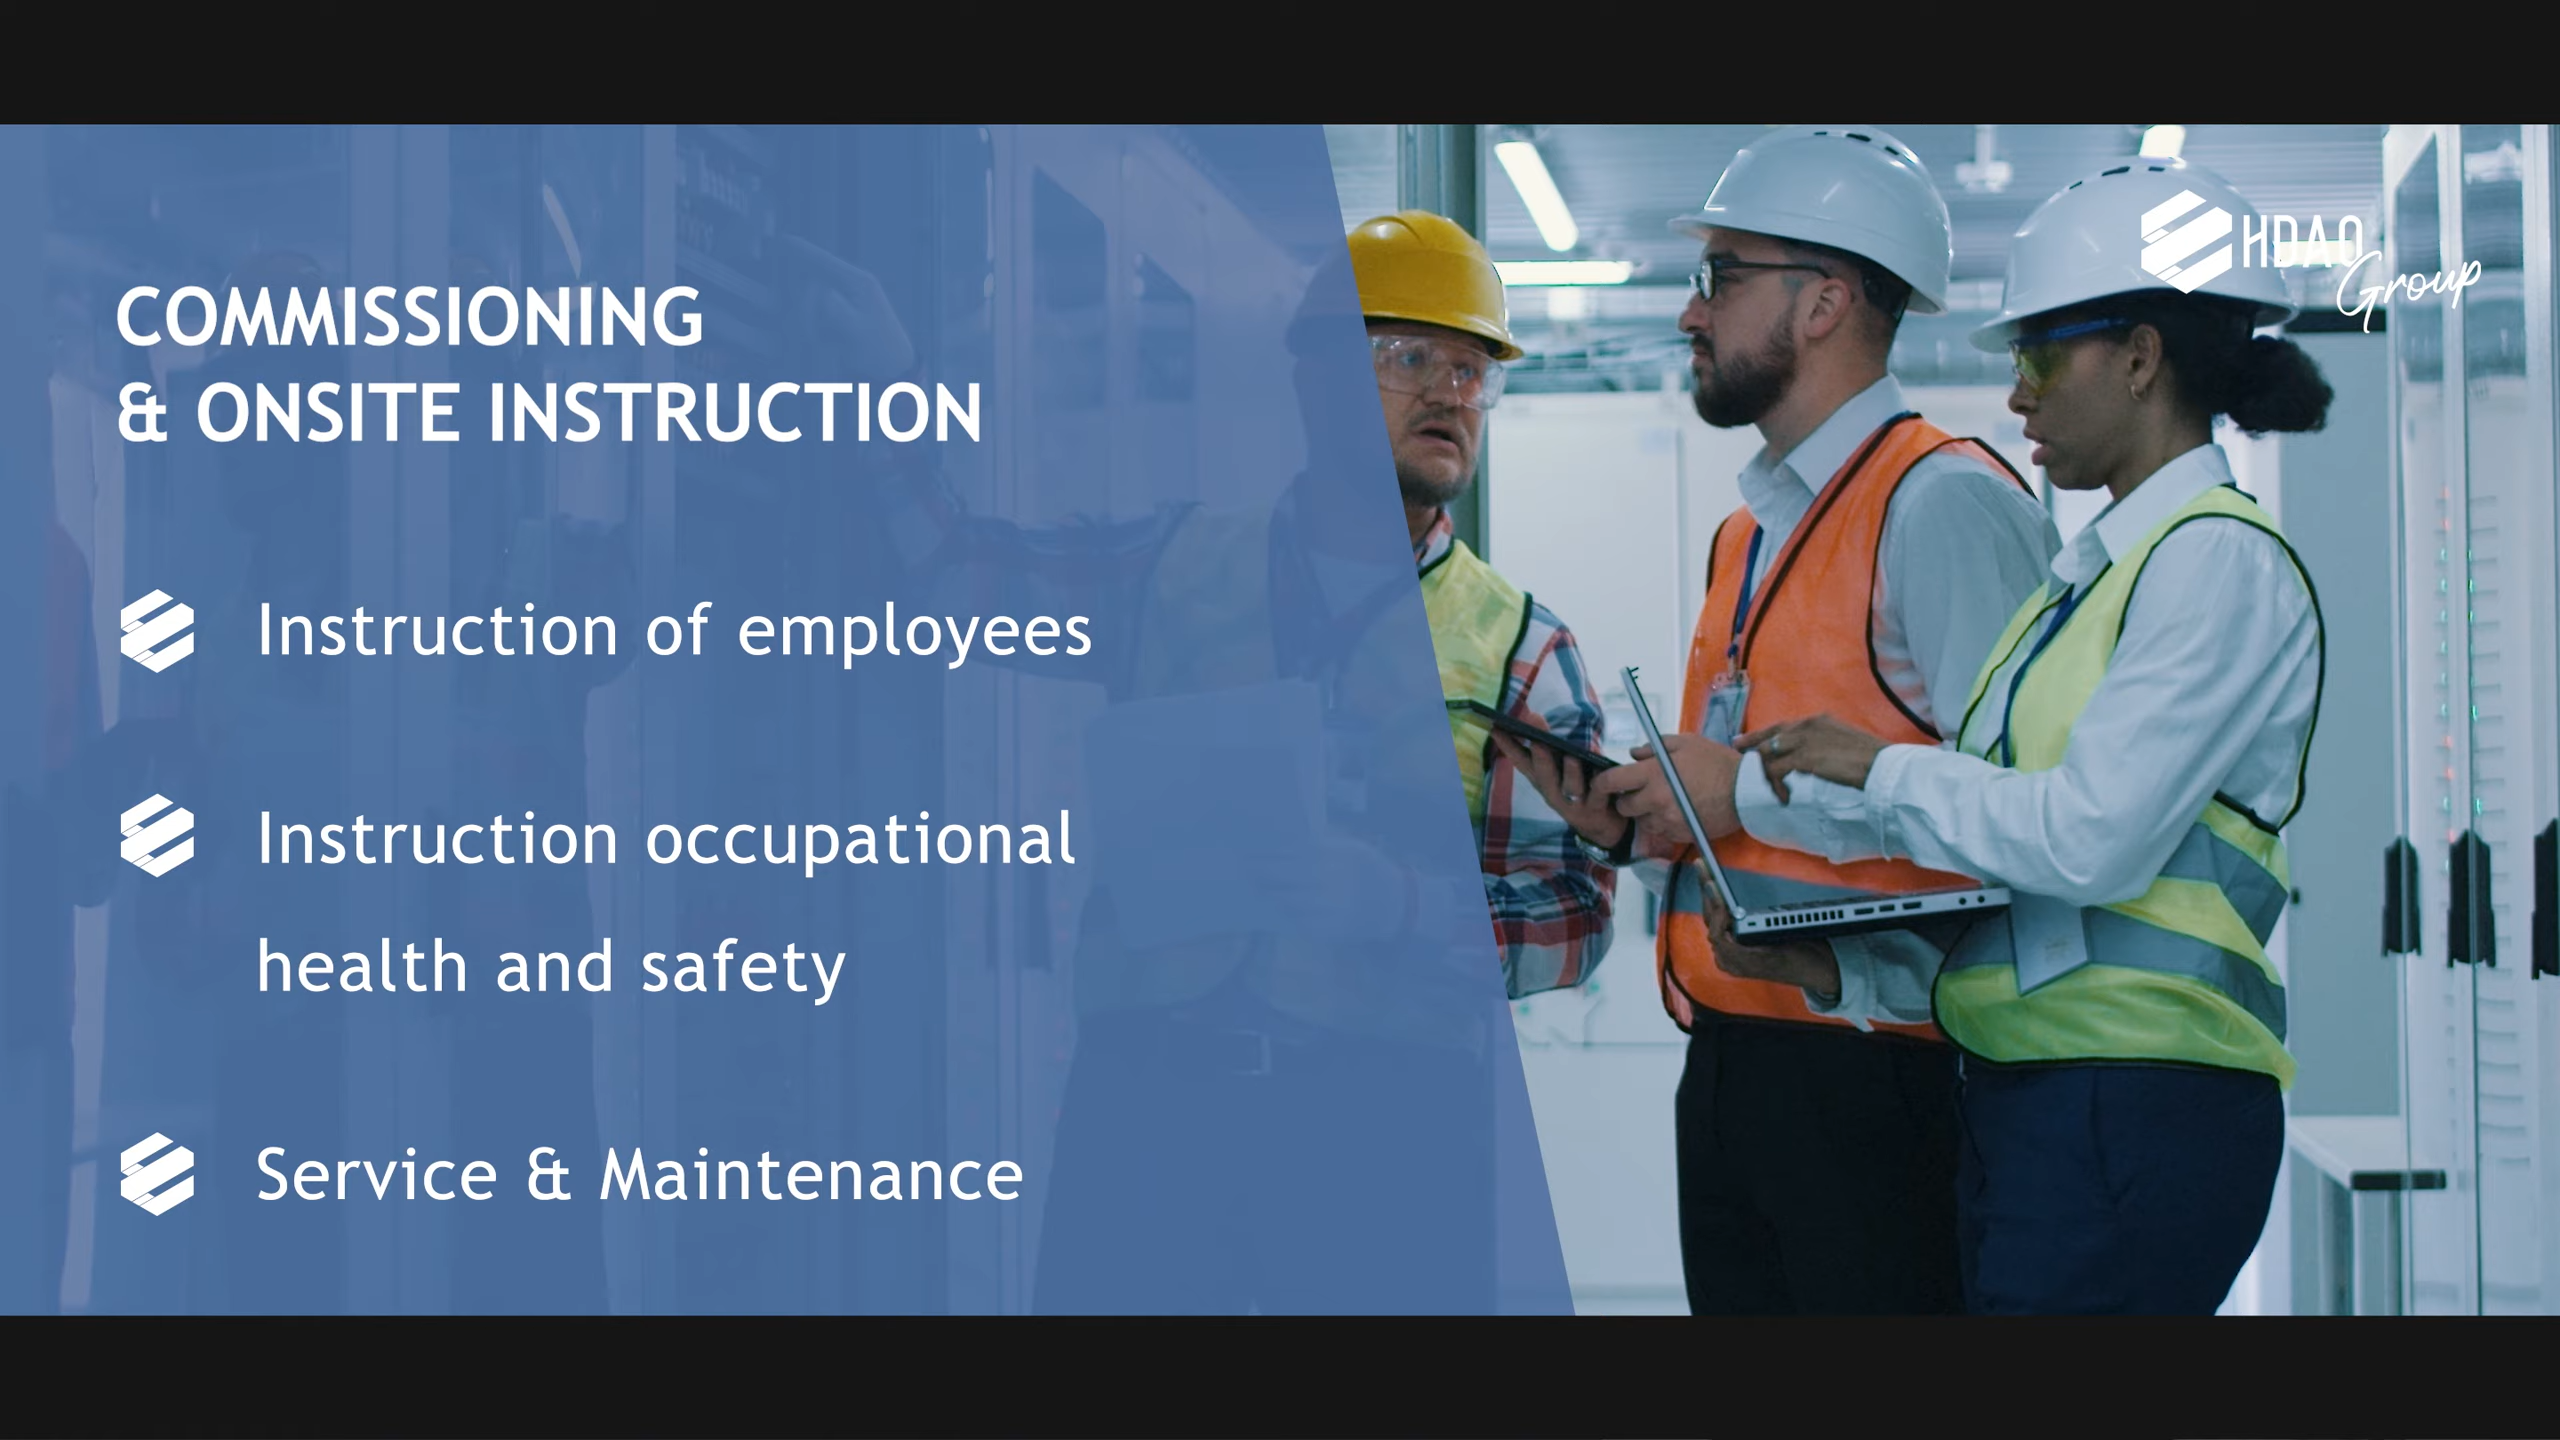 COMMISSIONING
& ONSITE INSTRUCTION
HDAO
Group
Instruction of employees
Instruction occupational
health and safety
Service & Maintenance